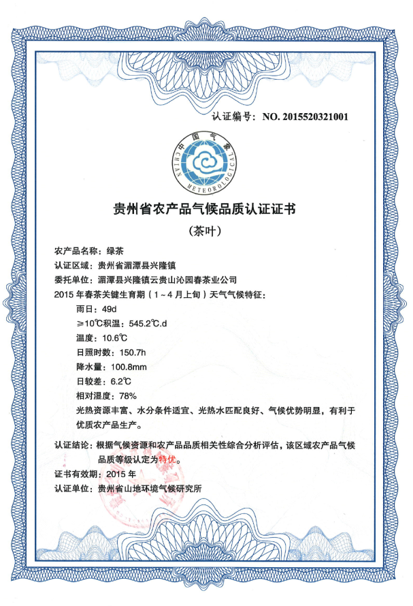 认证编号： NO. 2015520321001
中国气象
CHINA METEOROLOGICAL
贵州省农产品气候品质认证证书
(茶叶)
农产品名称：绿茶
认证区域：贵州省湄潭县兴隆镇
委托单位：湄潭县兴隆镇云贵山沁园春茶业公司
2015 年春茶关键生育期（1~4 月上旬）天气气候特征：
雨日：49d
≥10℃积温：545.2℃.d
温度：10.6℃
日照时数：150.7h
降水量：100.8mm
日较差：6.2℃
相对湿度：78%
光热资源丰富、水分条件适宜、光热水匹配良好、气候优势明显，有利于
优质农产品生产。
认证结论：根据气候资源和农产品品质相关性综合分析评估，该区域农产品气候
品质等级认定为特优。
证书有效期：2015 年
认证单位：贵州省山地环境气候研究所